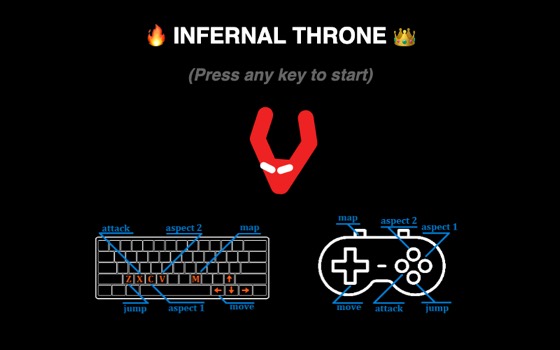 🔥 INFERNAL THRONE 👑
(Press any key to start)
attack aspect 2 map
Z X C V M
jump aspect 1 move
map aspect 2 aspect 1
move attack jump